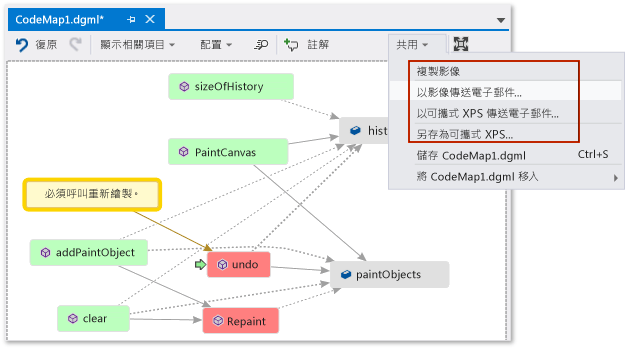 CodeMap1.dgml*
復原
顯示相關項目
配置
註解
共用
複製影像
以影像傳送電子郵件...
以可攜式 XPS 傳送電子郵件...
另存為可攜式 XPS...
儲存 CodeMap1.dgml Ctrl+S
將 CodeMap1.dgml 移入
sizeOfHistory
hist
PaintCanvas
必須呼叫重新繪製。
addPaintObject
undo
paintObjects
clear
Repaint